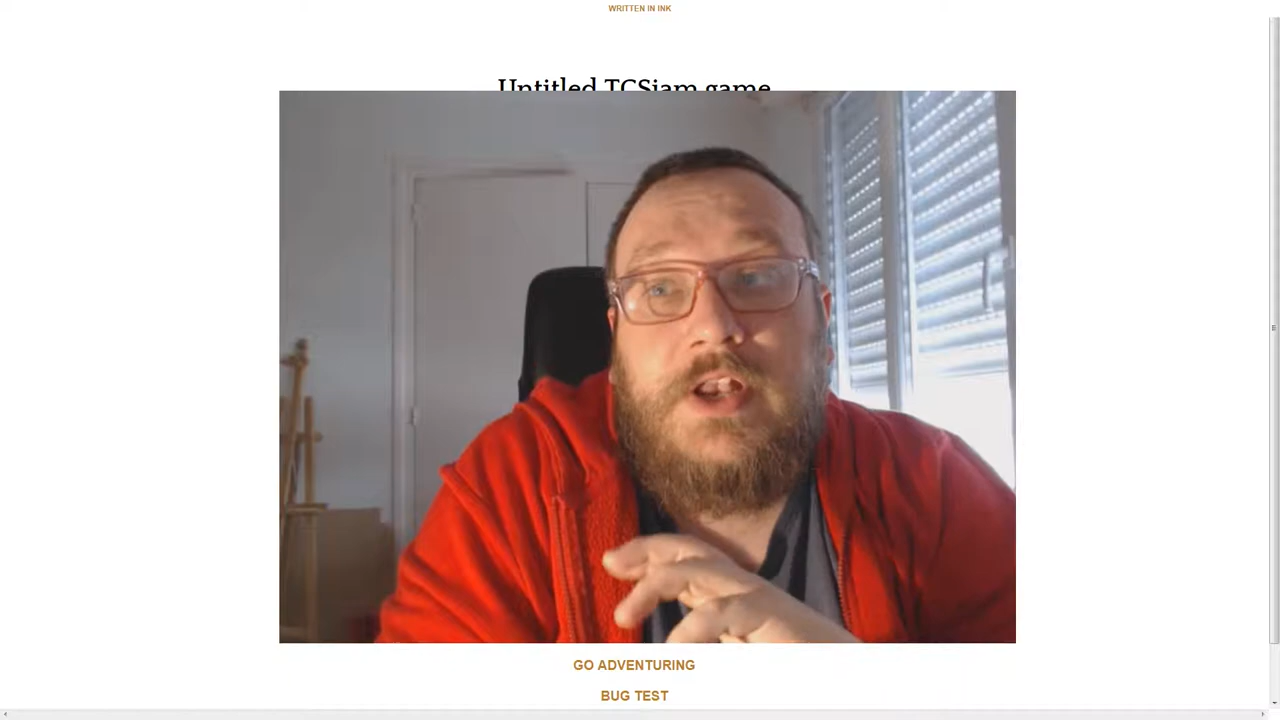 WRITTEN IN INK
Untitled TCSjam game
GO ADVENTURING
BUG TEST